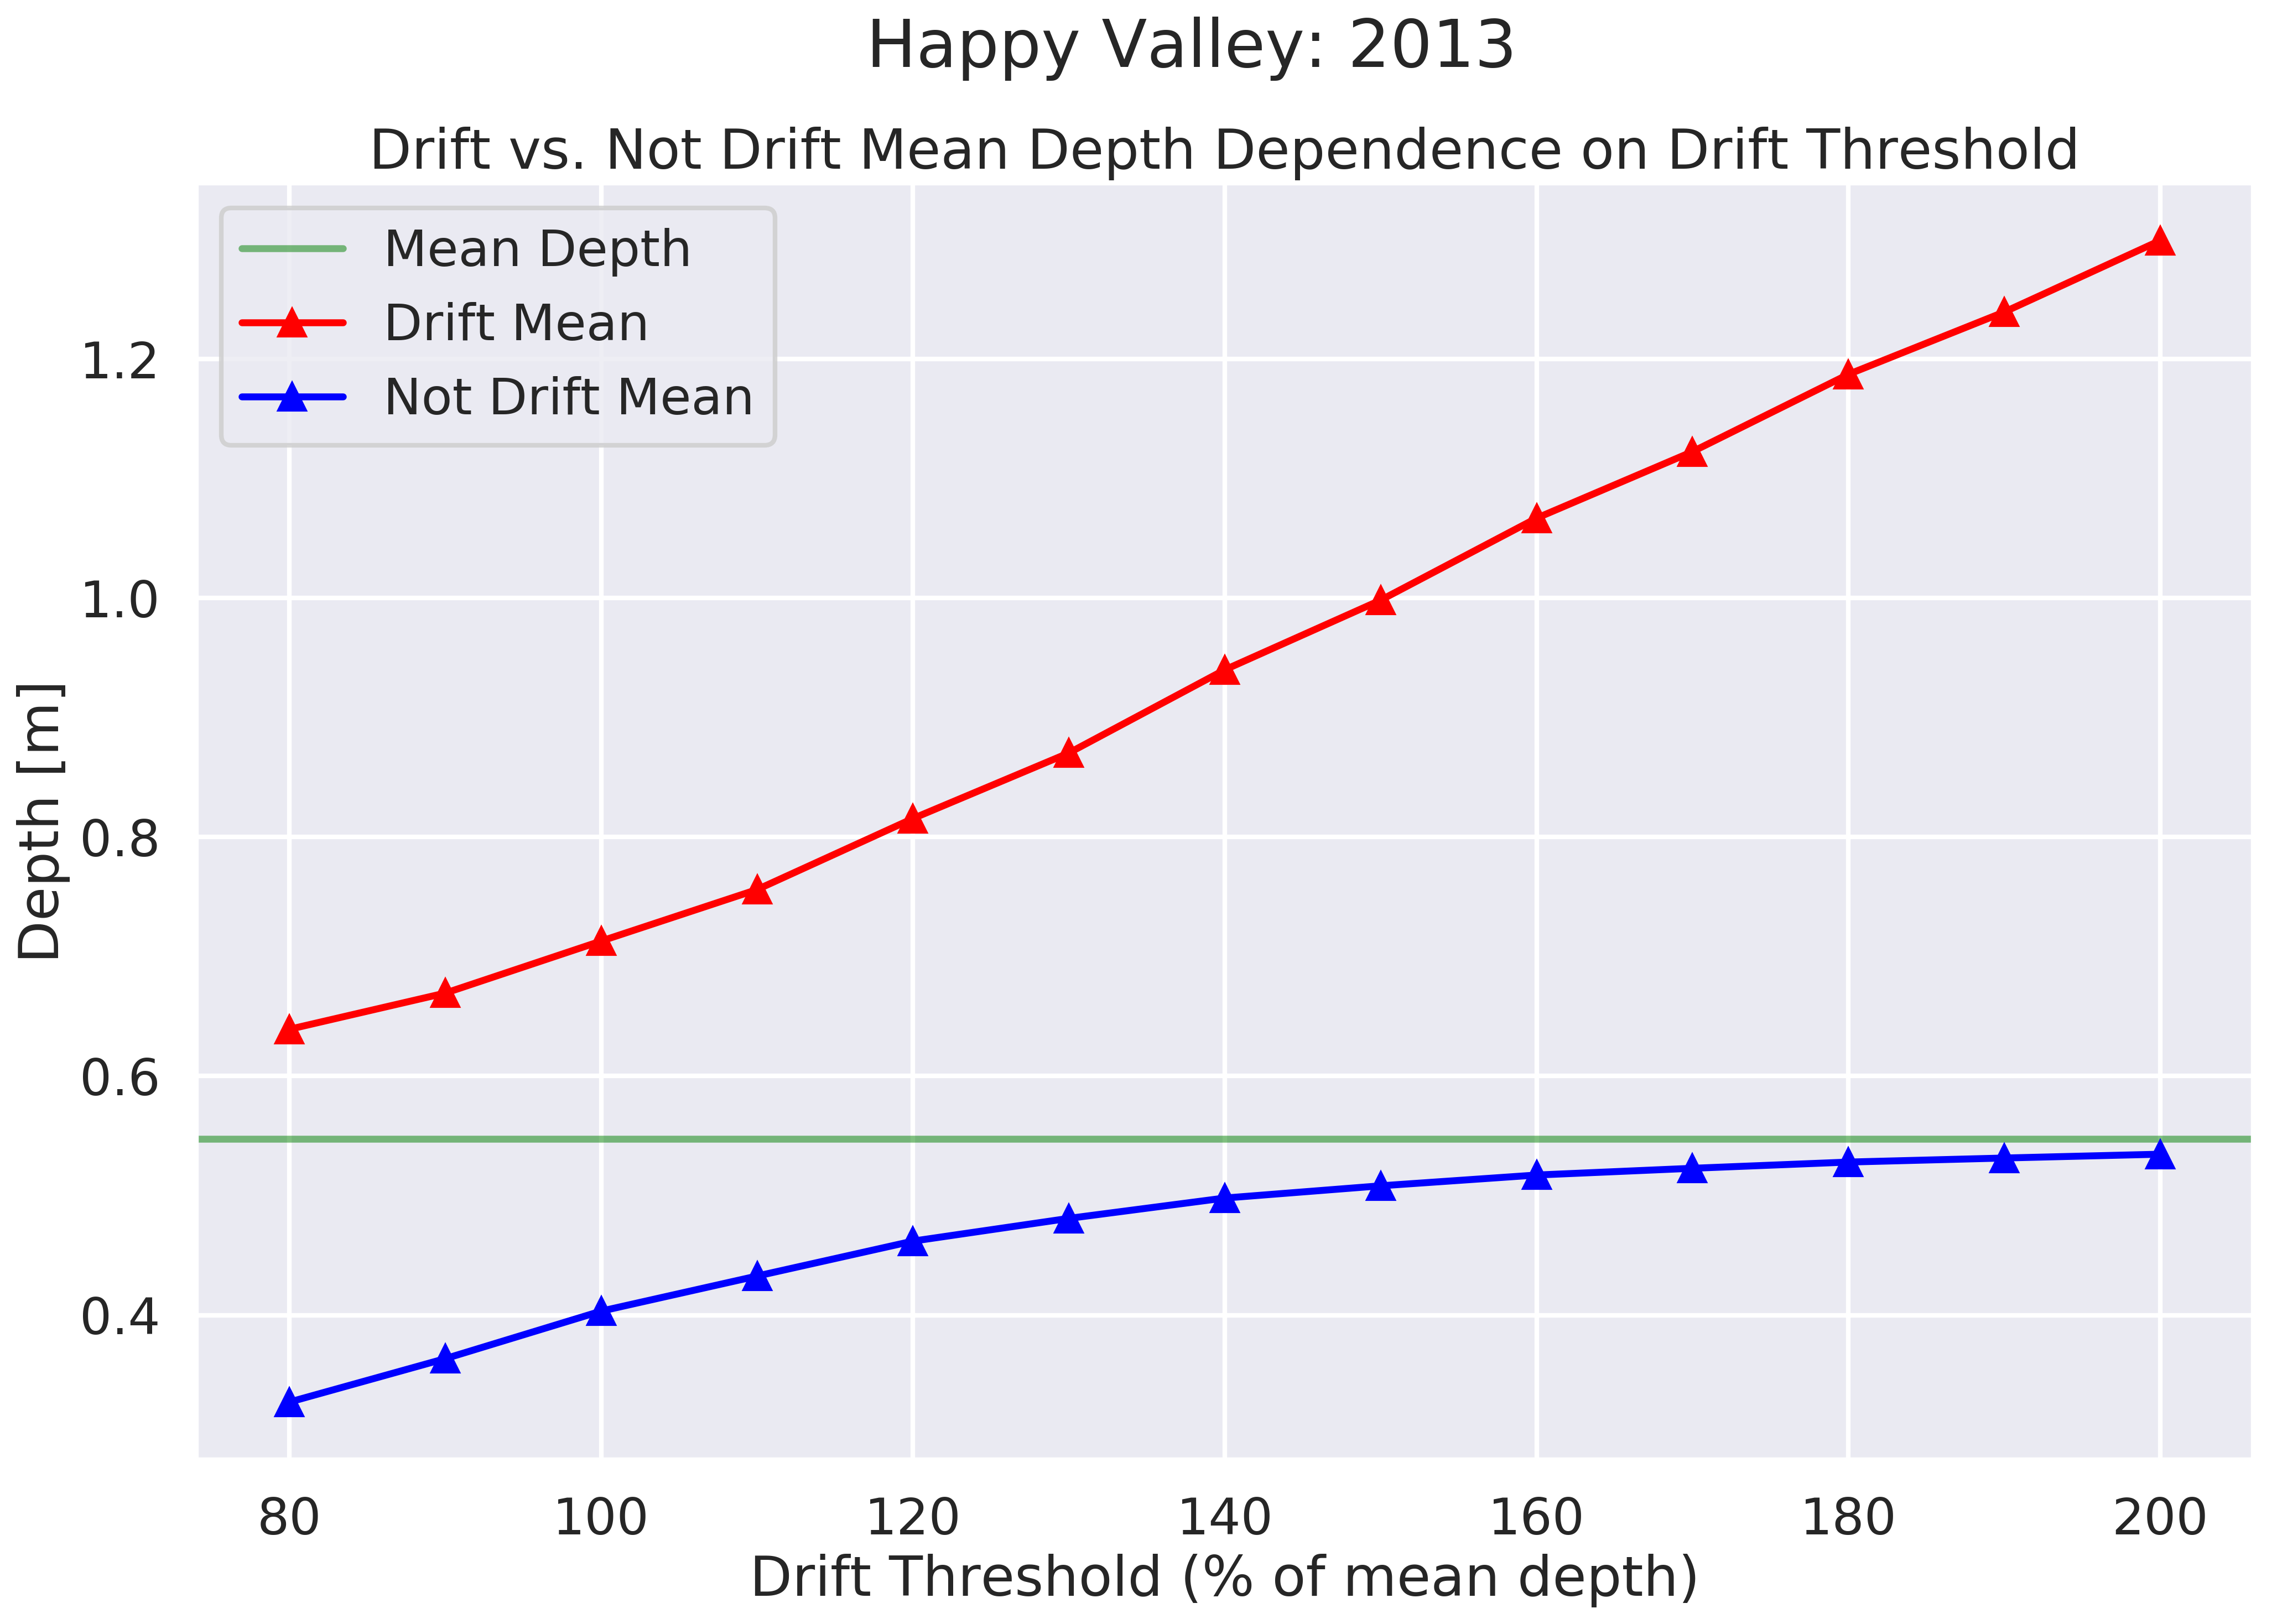 Happy Valley: 2013
Drift vs. Not Drift Mean Depth Dependence on Drift Threshold
Mean Depth
Drift Mean
Not Drift Mean
1.2
1.0
0.8
0.6
0.4
Depth [m]
80 100 120 140 160 180 200
Drift Threshold (% of mean depth)